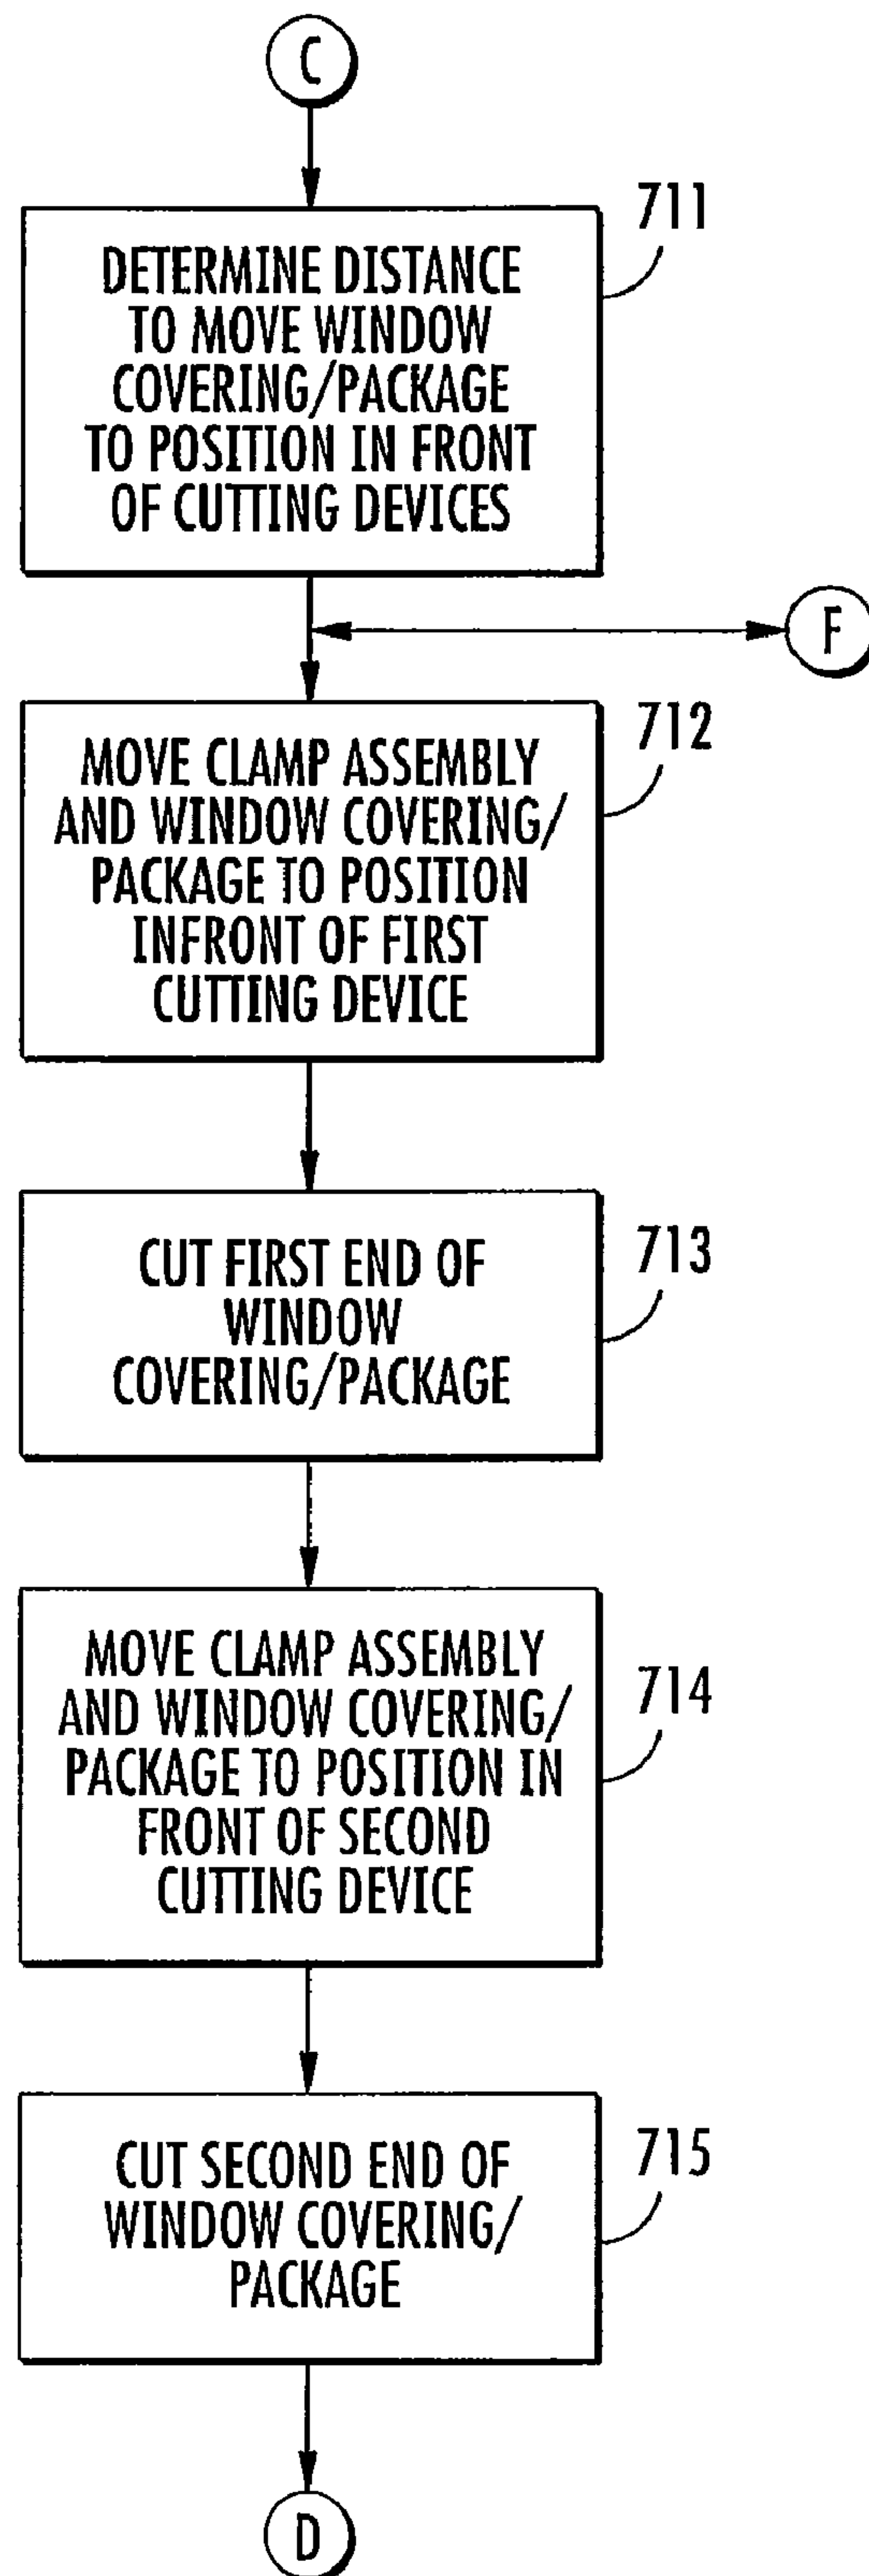 C
711
DETERMINE DISTANCE
TO MOVE WINDOW
COVERING/PACKAGE
TO POSITION IN FRONT
OF CUTTING DEVICES
F
712
MOVE CLAMP ASSEMBLY
AND WINDOW COVERING/
PACKAGE TO POSITION
INFRONT OF FIRST
CUTTING DEVICE
713
CUT FIRST END OF
WINDOW
COVERING/PACKAGE
714
MOVE CLAMP ASSEMBLY
AND WINDOW COVERING/
PACKAGE TO POSITION IN
FRONT OF SECOND
CUTTING DEVICE
715
CUT SECOND END OF
WINDOW COVERING/
PACKAGE
D